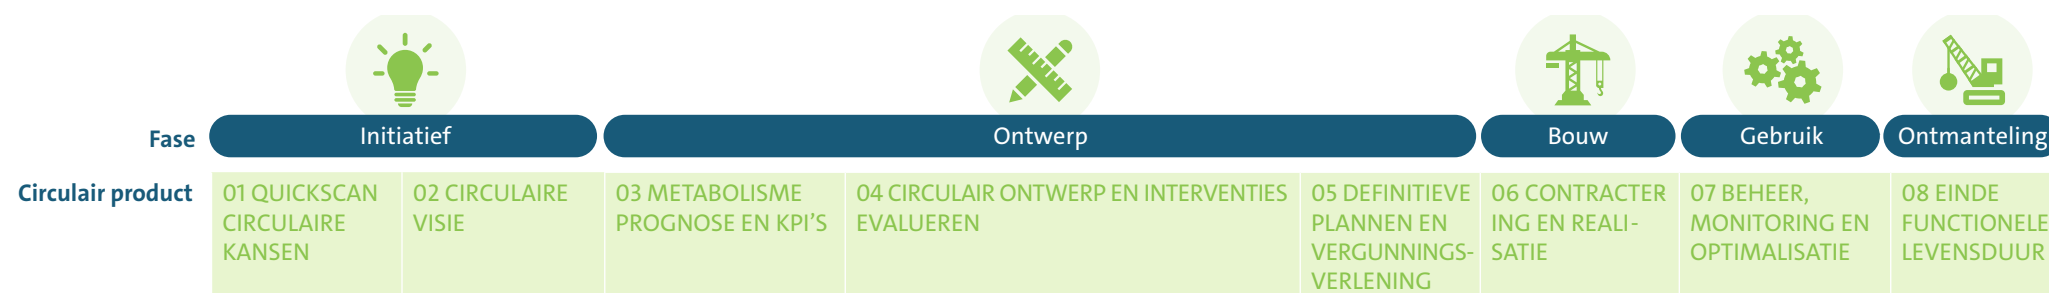 Fase
Initiatief
Ontwerp
Bouw
Gebruik
Ontmanteling
Circulair product
01 QUICKSCAN
CIRCULAIRE
KANSEN
02 CIRCULAIRE
VISIE
03 METABOLISME
PROGNOSE EN KPI'S
04 CIRCULAIR ONTWERP EN INTERVENTIES
EVALUEREN
05 DEFINITIEVE
PLANNEN EN
VERGUNNINGS-
VERLENING
06 CONTRACTER-
ING EN REALI-
SATIE
07 BEHEER,
MONITORING EN
OPTIMALISATIE
08 EINDE
FUNCTIONELE
LEVENSDUUR